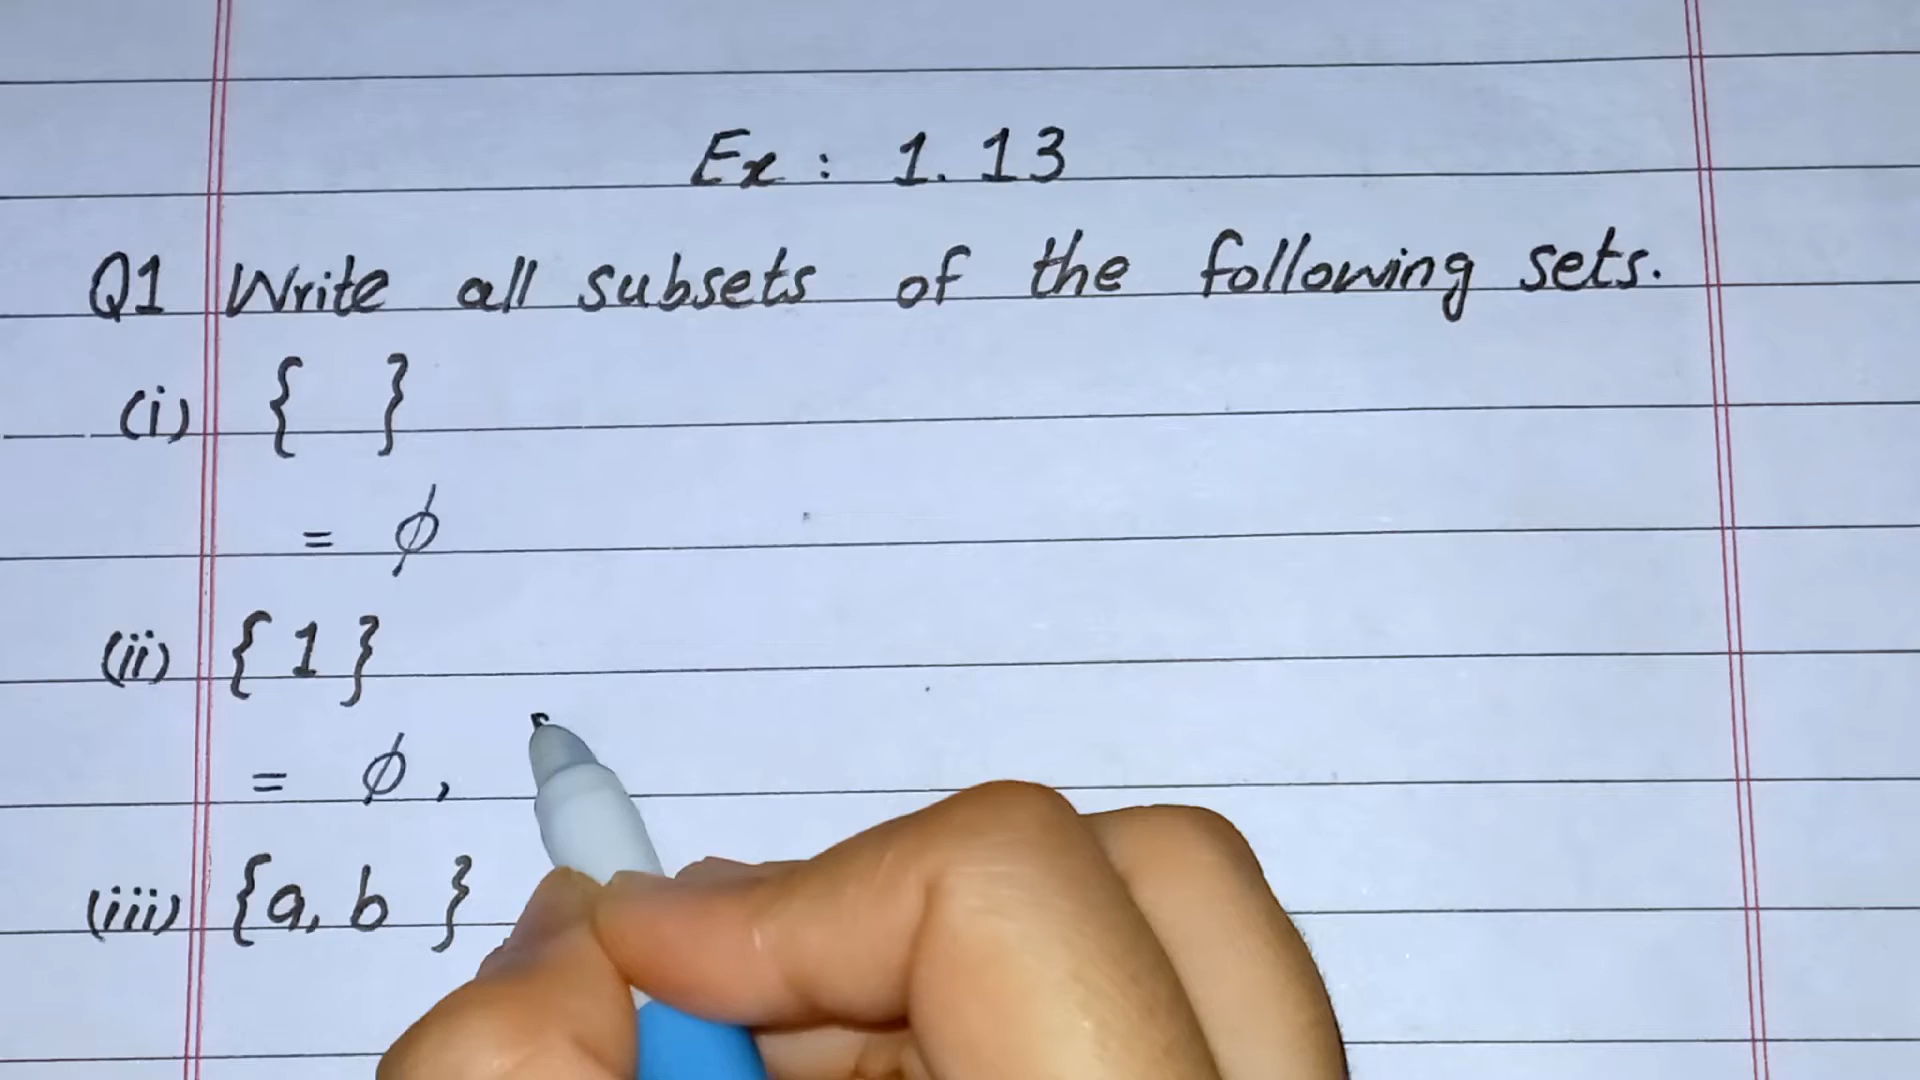 Ex : 1.13
Q1 Write all subsets of the following sets.
(i) { }
= ϕ
(ii) { 1 }
= ϕ ,
(iii) {a, b }